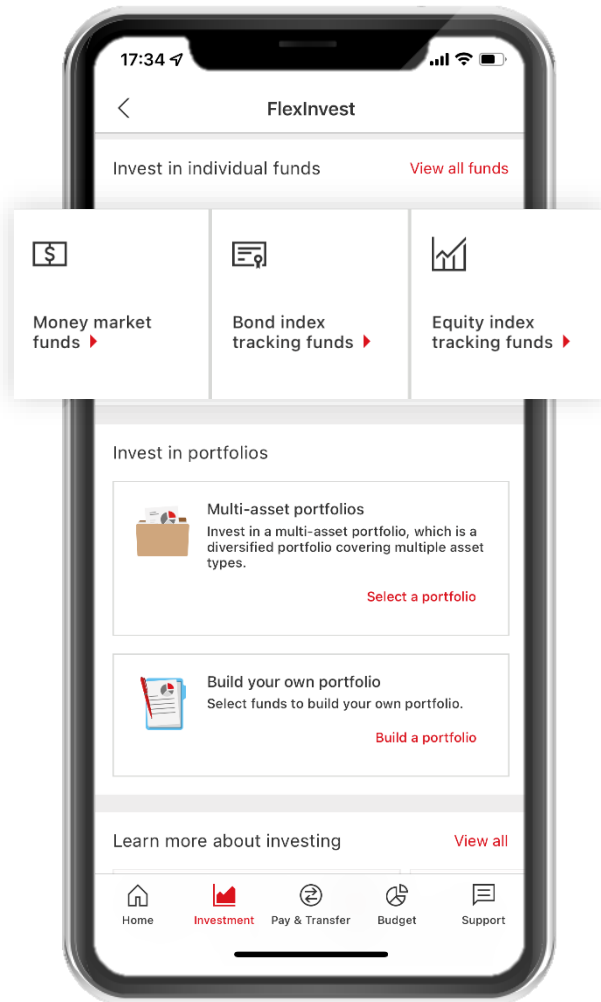 17:34
FlexInvest
Invest in individual funds
View all funds
$
Money market
funds
Bond index
tracking funds
Equity index
tracking funds
Invest in portfolios
Multi-asset portfolios
Invest in a multi-asset portfolio, which is a
diversified portfolio covering multiple asset
types.
Select a portfolio
Build your own portfolio
Select funds to build your own portfolio.
Build a portfolio
Learn more about investing
View all
Home
Investment
Pay & Transfer
Budget
Support